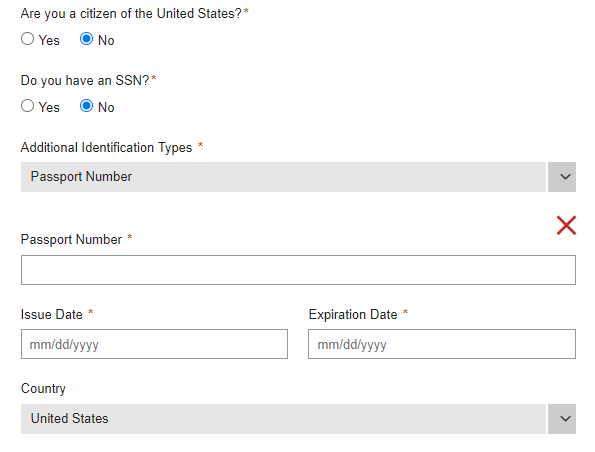 Are you a citizen of the United States?*
Yes No
Do you have an SSN?*
Yes No
Additional Identification Types *
Passport Number
Passport Number *
Issue Date * Expiration Date *
mm/dd/yyyy mm/dd/yyyy
Country
United States